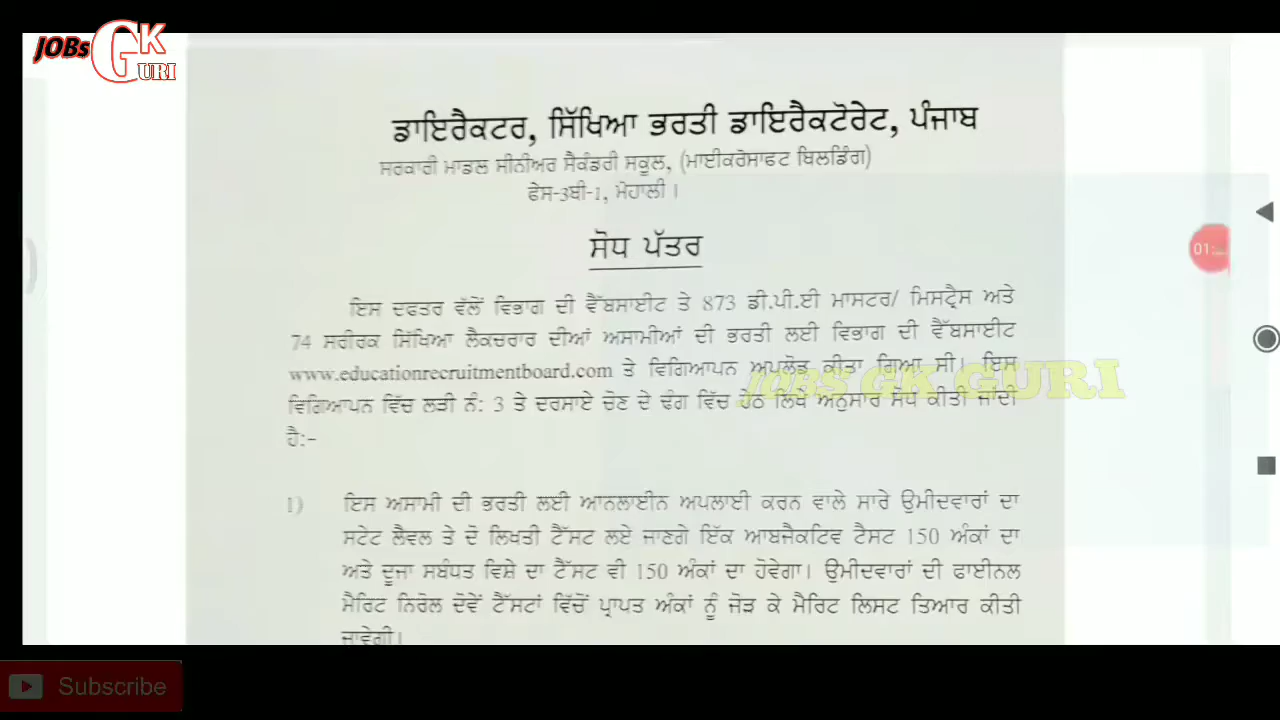 JOBs GK GURI
ਡਾਇਰੈਕਟਰ, ਸਿੱਖਿਆ ਭਰਤੀ ਡਾਇਰੈਕਟੋਰੇਟ, ਪੰਜਾਬ
ਸਰਕਾਰੀ ਮਾਡਲ ਸੀਨੀਅਰ ਸੈਕੰਡਰੀ ਸਕੂਲ, (ਮਾਈਕਰੋਸਾਫਟ ਬਿਲਡਿੰਗ)
ਫੇਸ-3ਬੀ-1, ਮੋਹਾਲੀ।
ਸੋਧ ਪੱਤਰ
01:
ਇਸ ਦਫਤਰ ਵੱਲੋਂ ਵਿਭਾਗ ਦੀ ਵੈੱਬਸਾਈਟ ਤੇ 873 ਡੀ.ਪੀ.ਈ ਮਾਸਟਰ/ ਮਿਸਟ੍ਰੈਸ ਅਤੇ
74 ਸਰੀਰਕ ਸਿੱਖਿਆ ਲੈਕਚਰਾਰ ਦੀਆਂ ਅਸਾਮੀਆਂ ਦੀ ਭਰਤੀ ਲਈ ਵਿਭਾਗ ਦੀ ਵੈੱਬਸਾਈਟ
www.educationrecruitmentboard.com ਤੇ ਵਿਗਿਆਪਨ ਅਪਲੋਡ ਕੀਤਾ ਗਿਆ ਸੀ। ਇਸ
JOBS GK GURI
ਵਿਗਿਆਪਨ ਵਿੱਚ ਲੜੀ ਨੰ: 3 ਤੇ ਦਰਸਾਏ ਚੋਣ ਦੇ ਢੰਗ ਵਿੱਚ ਹੇਠ ਲਿਖੇ ਅਨੁਸਾਰ ਸੋਧ ਕੀਤੀ ਜਾਂਦੀ
ਹੈ:-
1) ਇਸ ਅਸਾਮੀ ਦੀ ਭਰਤੀ ਲਈ ਆਨਲਾਈਨ ਅਪਲਾਈ ਕਰਨ ਵਾਲੇ ਸਾਰੇ ਉਮੀਦਵਾਰਾਂ ਦਾ
ਸਟੇਟ ਲੈਵਲ ਤੇ ਦੋ ਲਿਖਤੀ ਟੈੱਸਟ ਲਏ ਜਾਣਗੇ ਇੱਕ ਆਬਜੈਕਟਿਵ ਟੈਸਟ 150 ਅੰਕਾਂ ਦਾ
ਅਤੇ ਦੂਜਾ ਸਬੰਧਤ ਵਿਸ਼ੇ ਦਾ ਟੈੱਸਟ ਵੀ 150 ਅੰਕਾਂ ਦਾ ਹੋਵੇਗਾ। ਉਮੀਦਵਾਰਾਂ ਦੀ ਫਾਈਨਲ
ਮੈਰਿਟ ਨਿਰੋਲ ਦੋਵੇਂ ਟੈੱਸਟਾਂ ਵਿੱਚੋਂ ਪ੍ਰਾਪਤ ਅੰਕਾਂ ਨੂੰ ਜੋੜ ਕੇ ਮੈਰਿਟ ਲਿਸਟ ਤਿਆਰ ਕੀਤੀ
ਜਾਵੇਗੀ।
Subscribe